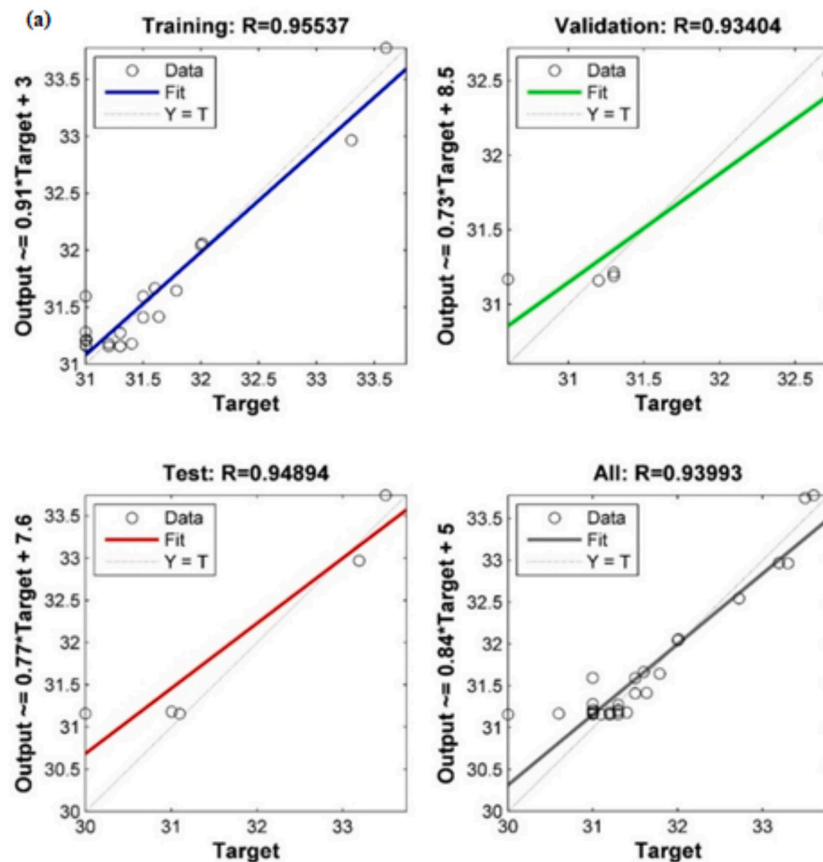 (a)
Training: R=0.95537
Output ~= 0.91*Target + 3
Data
Fit
Y = T
33.5
33
32.5
32
31.5
31
31 31.5 32 32.5 33 33.5
Target
Validation: R=0.93404
Output ~= 0.73*Target + 8.5
Data
Fit
Y = T
32.5
32
31.5
31
31 31.5 32 32.5
Target
Test: R=0.94894
Output ~= 0.77*Target + 7.6
Data
Fit
Y = T
33.5
33
32.5
32
31.5
31
30.5
30
30 31 32 33
Target
All: R=0.93993
Output ~= 0.84*Target + 5
Data
Fit
Y = T
33.5
33
32.5
32
31.5
31
30.5
30
30 31 32 33
Target